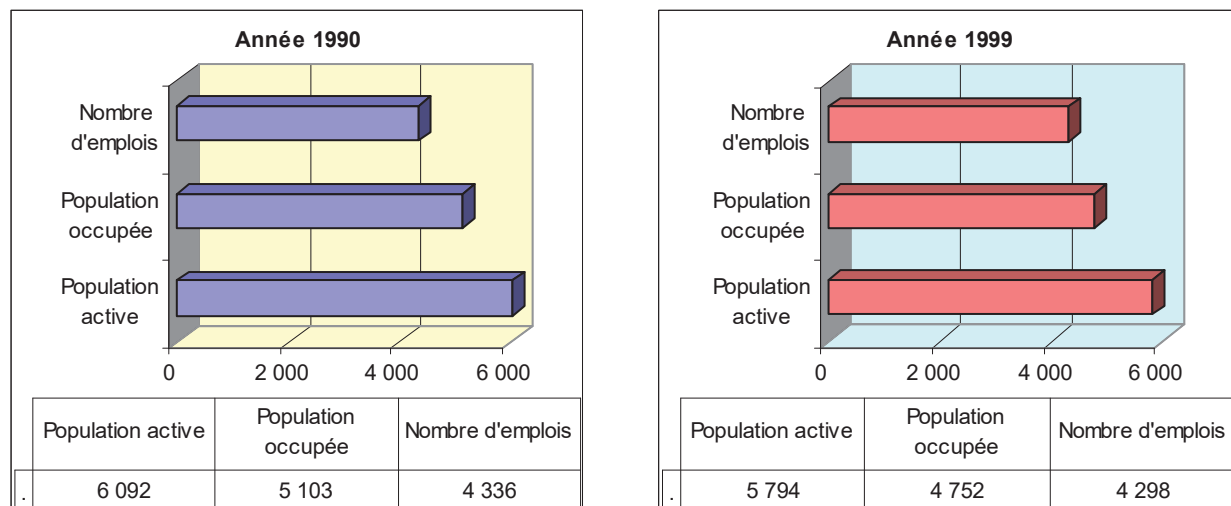 Année 1990
Nombre
d'emplois
Population
occupée
Population
active
0 2 000 4 000 6 000
Population active Population occupée Nombre d'emplois
. 6 092 5 103 4 336
Année 1999
Nombre
d'emplois
Population
occupée
Population
active
0 2 000 4 000 6 000
Population active Population occupée Nombre d'emplois
. 5 794 4 752 4 298